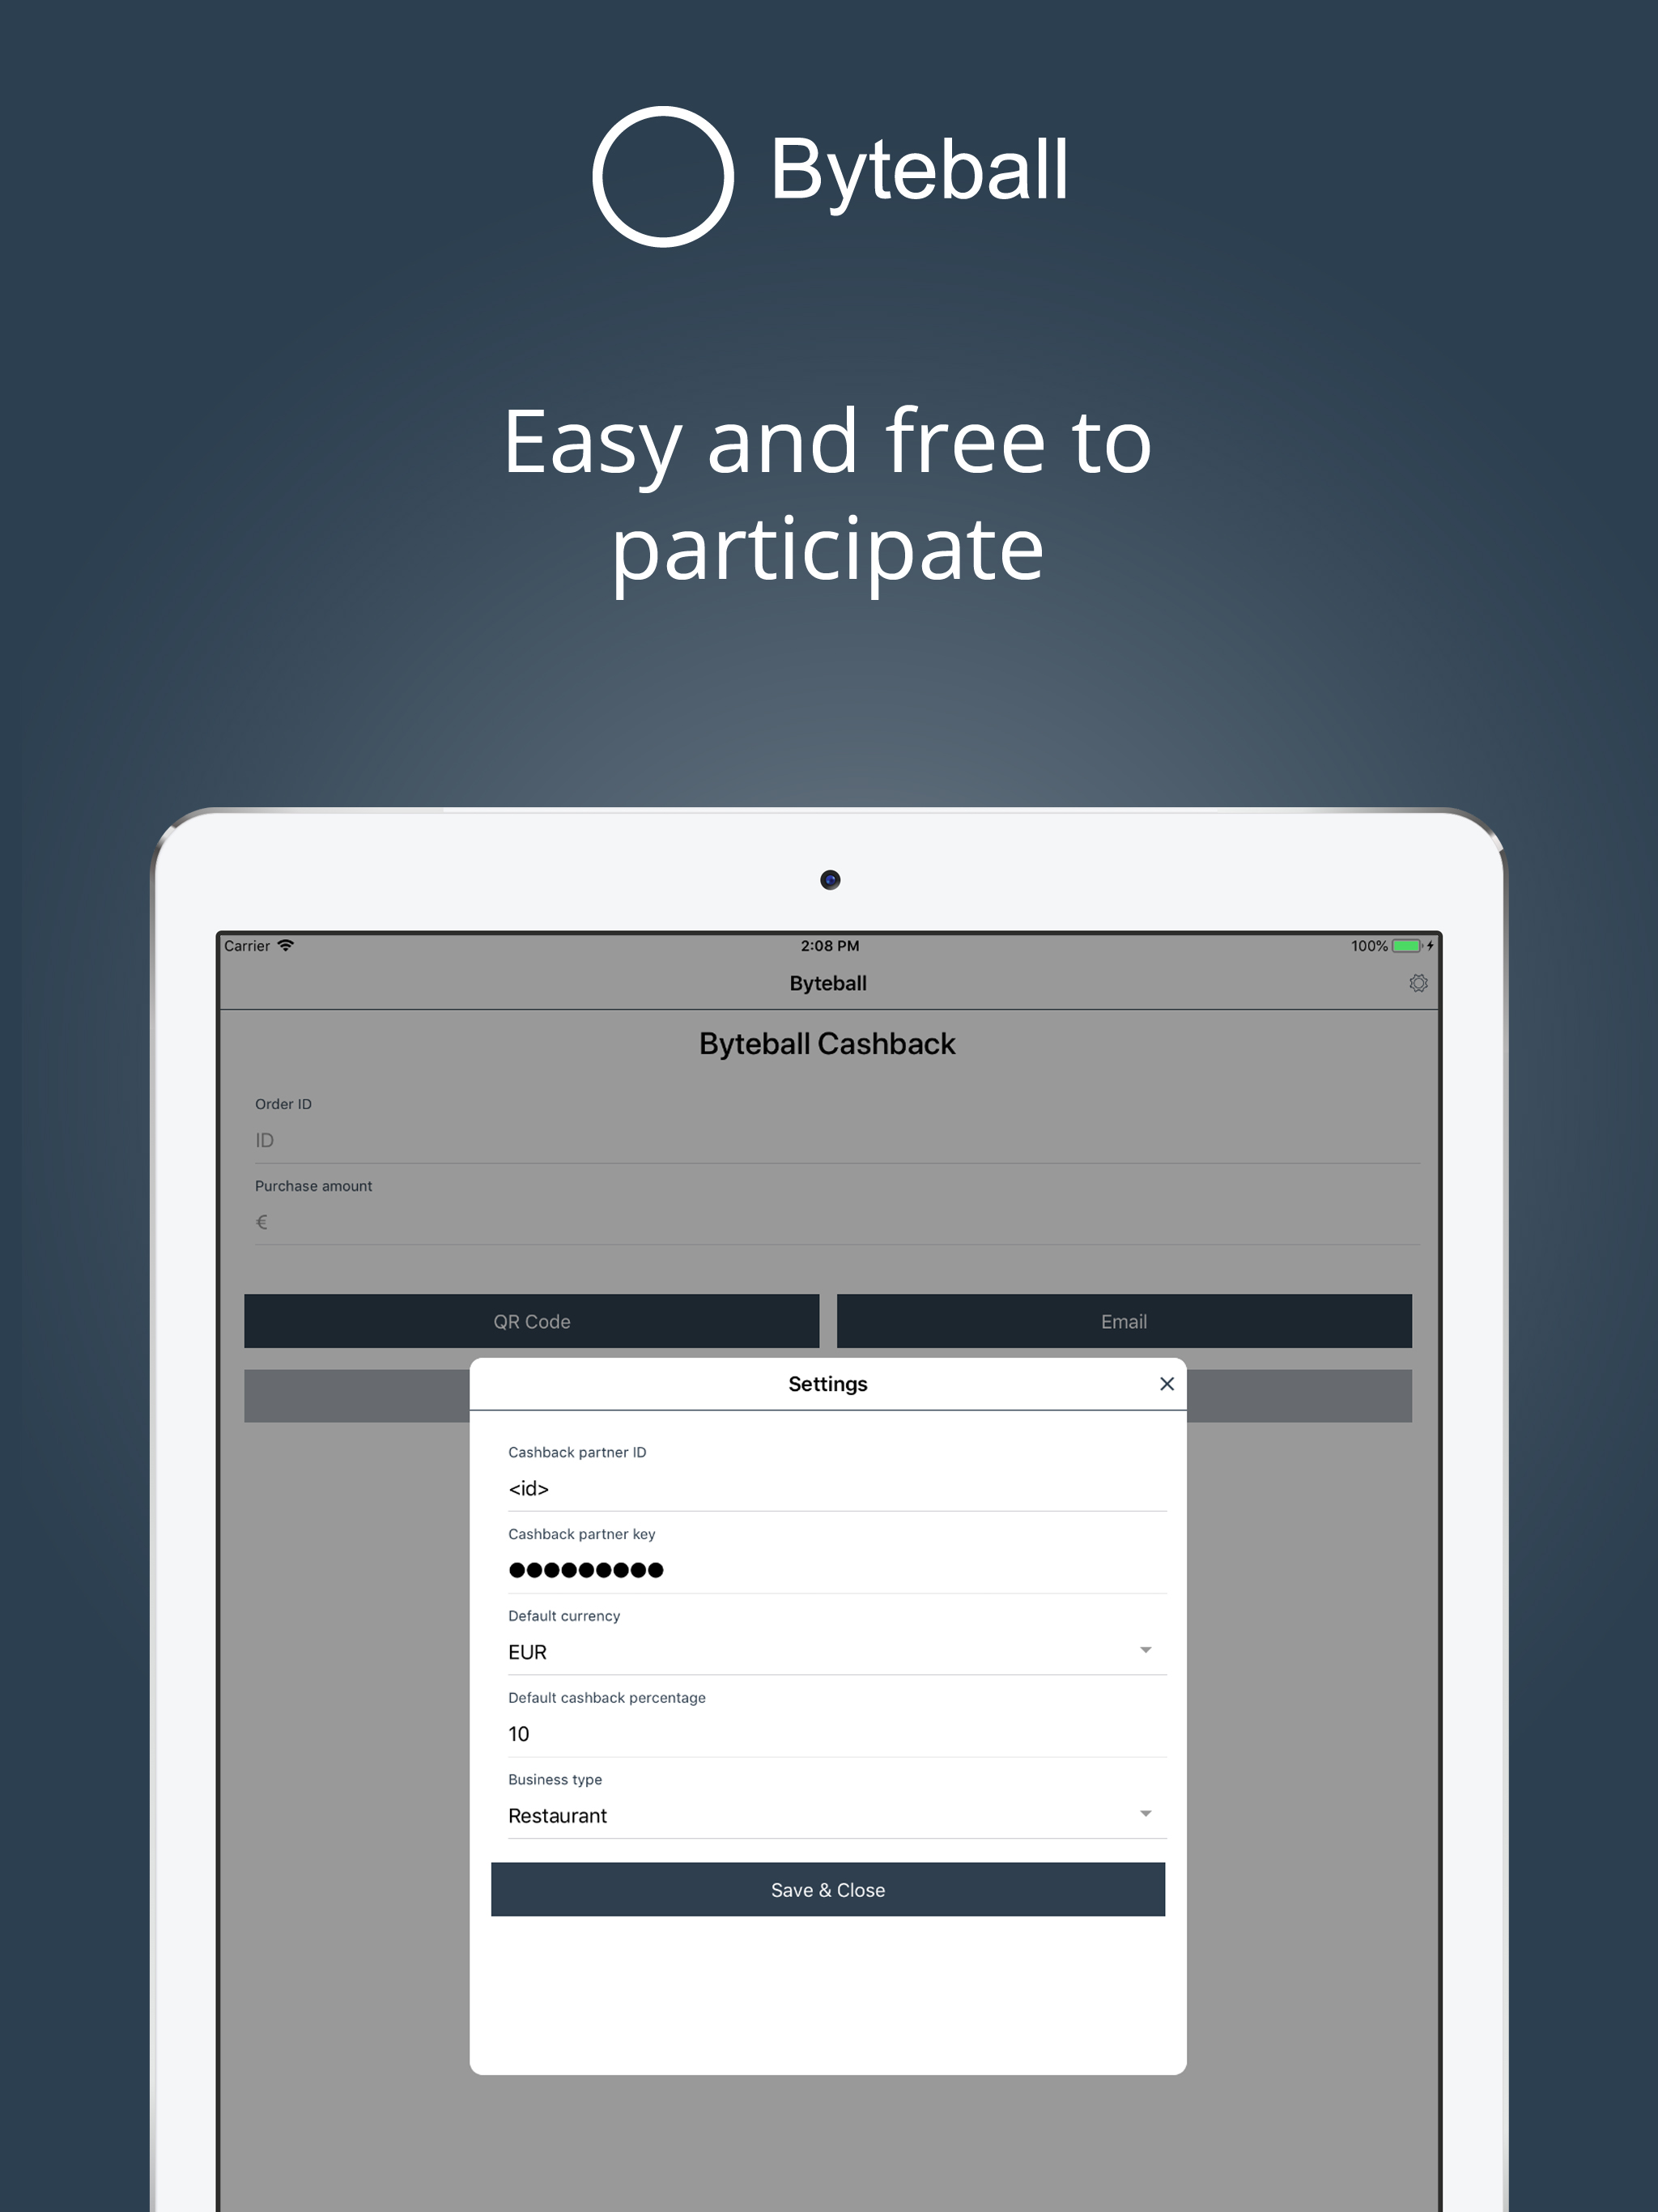 Byteball
Easy and free to
participate
Carrier 2:08 PM 100%
Byteball
Byteball Cashback
Order ID
ID
Purchase amount
€
QR Code Email
Settings
Cashback partner ID
<id>
Cashback partner key
●●●●●●●●●
Default currency
EUR
Default cashback percentage
10
Business type
Restaurant
Save & Close